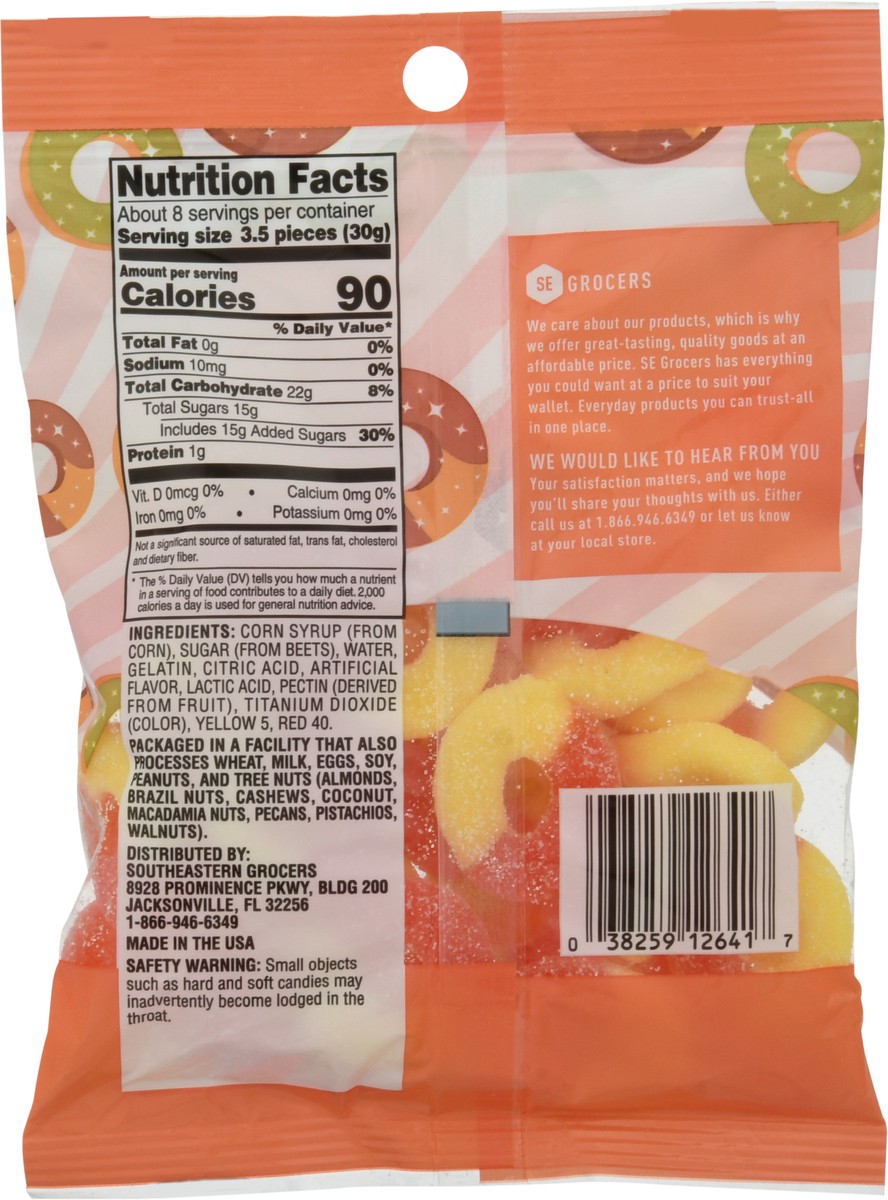 Nutrition Facts
About 8 servings per container
Serving size 3.5 pieces (30g)
Amount per serving
Calories 90
% Daily Value*
Total Fat 0g 0%
Sodium 10mg 0%
Total Carbohydrate 22g 8%
Total Sugars 15g
Includes 15g Added Sugars 30%
Protein 1g
Vit. D 0mcg 0% • Calcium 0mg 0%
Iron 0mg 0% • Potassium 0mg 0%
Not a significant source of saturated fat, trans fat, cholesterol
and dietary fiber.
* The % Daily Value (DV) tells you how much a nutrient
in a serving of food contributes to a daily diet. 2,000
calories a day is used for general nutrition advice.
INGREDIENTS: CORN SYRUP (FROM
CORN), SUGAR (FROM BEETS), WATER,
GELATIN, CITRIC ACID, ARTIFICIAL
FLAVOR, LACTIC ACID, PECTIN (DERIVED
FROM FRUIT), TITANIUM DIOXIDE
(COLOR), YELLOW 5, RED 40.
PACKAGED IN A FACILITY THAT ALSO
PROCESSES WHEAT, MILK, EGGS, SOY,
PEANUTS, AND TREE NUTS (ALMONDS,
BRAZIL NUTS, CASHEWS, COCONUT,
MACADAMIA NUTS, PECANS, PISTACHIOS,
WALNUTS).
DISTRIBUTED BY:
SOUTHEASTERN GROCERS
8928 PROMINENCE PKWY, BLDG 200
JACKSONVILLE, FL 32256
1-866-946-6349
MADE IN THE USA
SAFETY WARNING: Small objects
such as hard and soft candies may
inadvertently become lodged in the
throat.
SE GROCERS
We care about our products, which is why
we offer great-tasting, quality goods at an
affordable price. SE Grocers has everything
you could want at a price to suit your
wallet. Everyday products you can trust-all
in one place.
WE WOULD LIKE TO HEAR FROM YOU
Your satisfaction matters, and we hope
you'll share your thoughts with us. Either
call us at 1.866.946.6349 or let us know
at your local store.
0 38259 12641 7